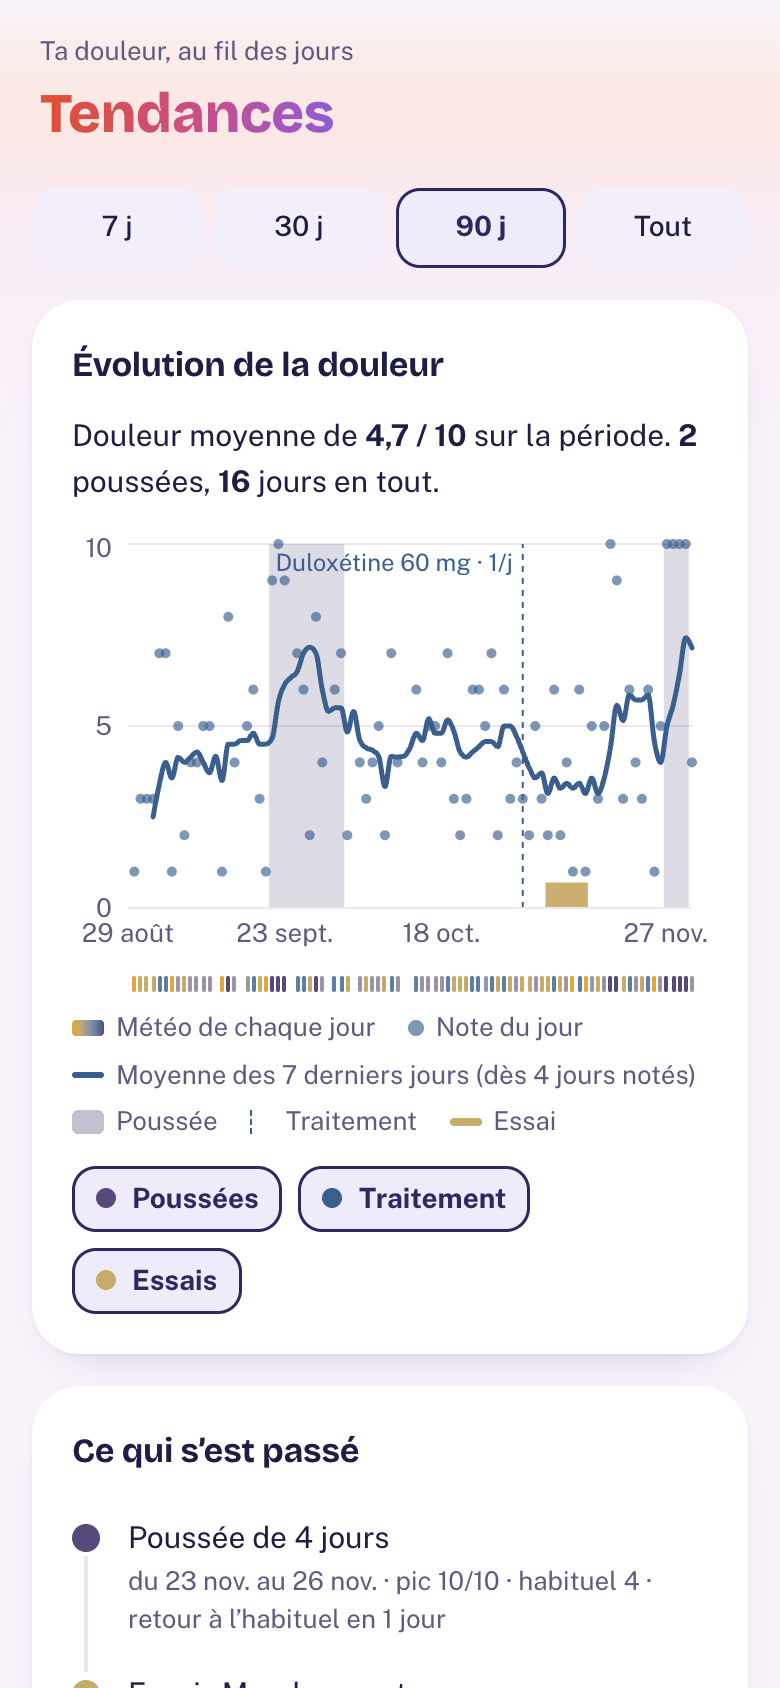 Ta douleur, au fil des jours
Tendances
7 j
30 j
90 j
Tout
Évolution de la douleur
Douleur moyenne de 4,7 / 10 sur la période. 2
poussées, 16 jours en tout.
10
Duloxétine 60 mg · 1/j
5
0
29 août
23 sept.
18 oct.
27 nov.
Météo de chaque jour
Note du jour
Moyenne des 7 derniers jours (dès 4 jours notés)
Poussée
Traitement
Essai
Poussées
Traitement
Essais
Ce qui s’est passé
Poussée de 4 jours
du 23 nov. au 26 nov. · pic 10/10 · habituel 4 ·
retour à l’habituel en 1 jour